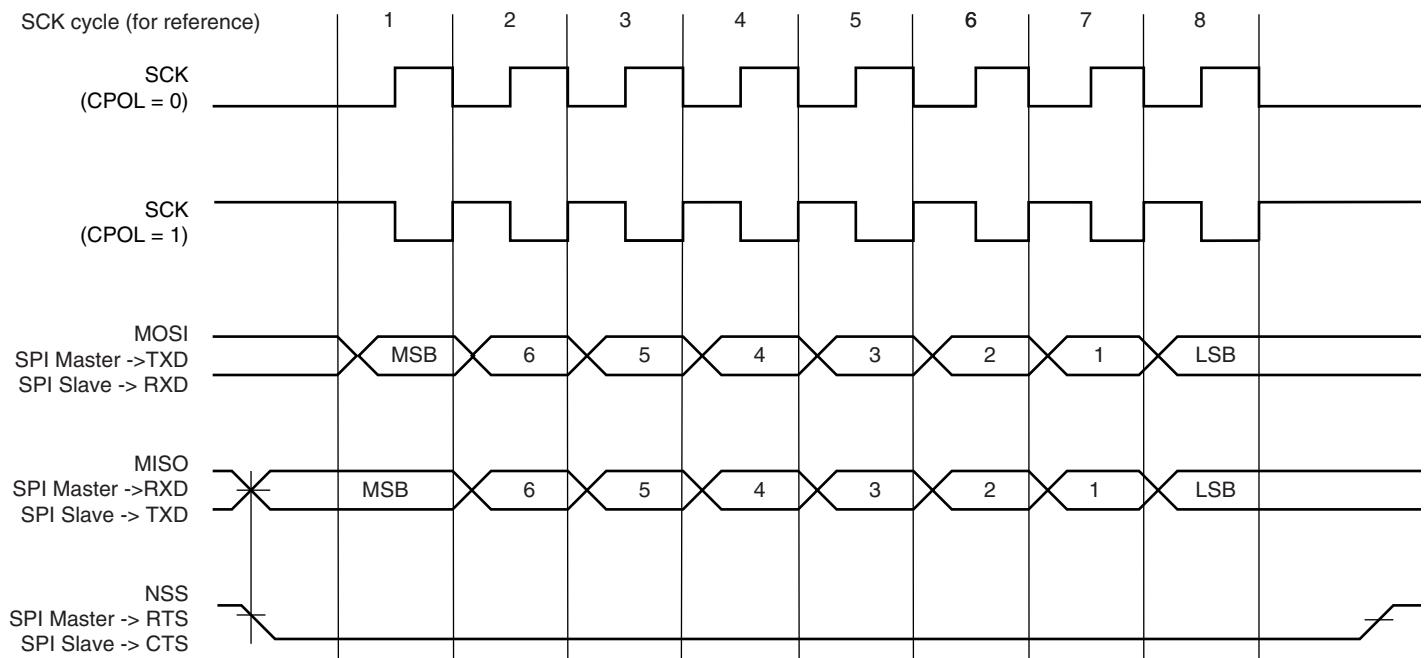 SCK cycle (for reference) 1 2 3 4 5 6 7 8
SCK
(CPOL = 0)
SCK
(CPOL = 1)
MOSI
SPI Master ->TXD
SPI Slave -> RXD
MSB 6 5 4 3 2 1 LSB
MISO
SPI Master ->RXD
SPI Slave -> TXD
MSB 6 5 4 3 2 1 LSB
NSS
SPI Master -> RTS
SPI Slave -> CTS